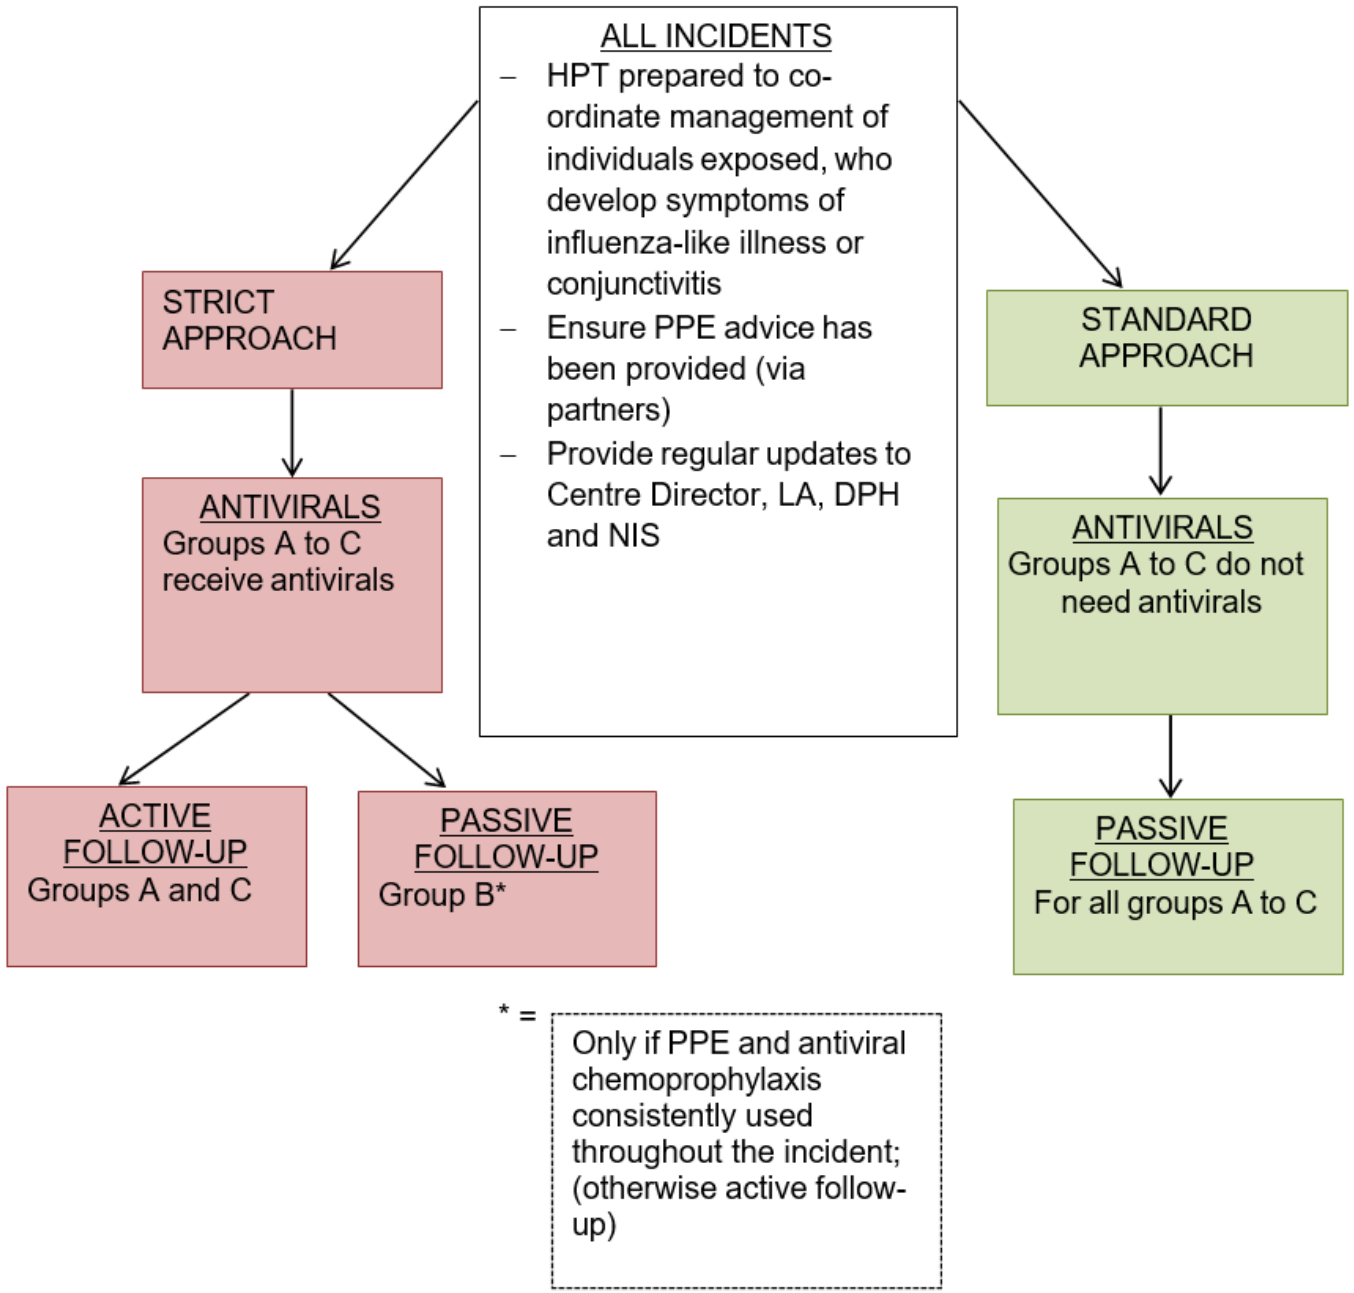 ALL INCIDENTS
– HPT prepared to co-
ordinate management of
individuals exposed, who
develop symptoms of
influenza-like illness or
conjunctivitis
– Ensure PPE advice has
been provided (via
partners)
– Provide regular updates to
Centre Director, LA, DPH
and NIS
STRICT
APPROACH
ANTIVIRALS
Groups A to C
receive antivirals
ACTIVE
FOLLOW-UP
Groups A and C
PASSIVE
FOLLOW-UP
Group B*
STANDARD
APPROACH
ANTIVIRALS
Groups A to C do not
need antivirals
PASSIVE
FOLLOW-UP
For all groups A to C
* =
Only if PPE and antiviral
chemoprophylaxis
consistently used
throughout the incident;
(otherwise active follow-
up)